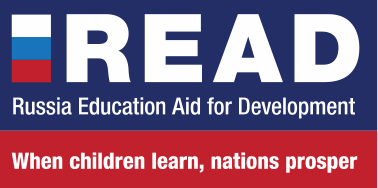 READ
Russia Education Aid for Development
When children learn, nations prosper